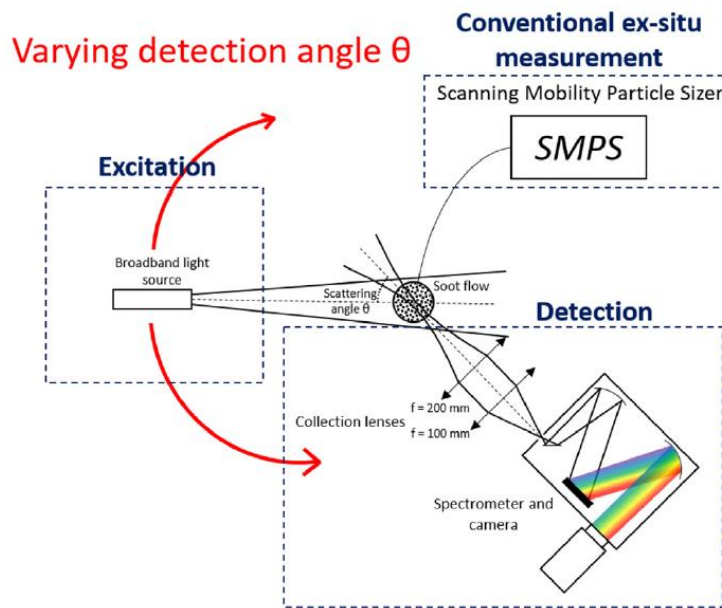 Varying detection angle θ
Conventional ex-situ
measurement
Scanning Mobility Particle Sizer
SMPS
Excitation
Broadband light
source
Scattering
angle θ
Soot flow
Detection
f = 200 mm
f = 100 mm
Collection lenses
Spectrometer and
camera